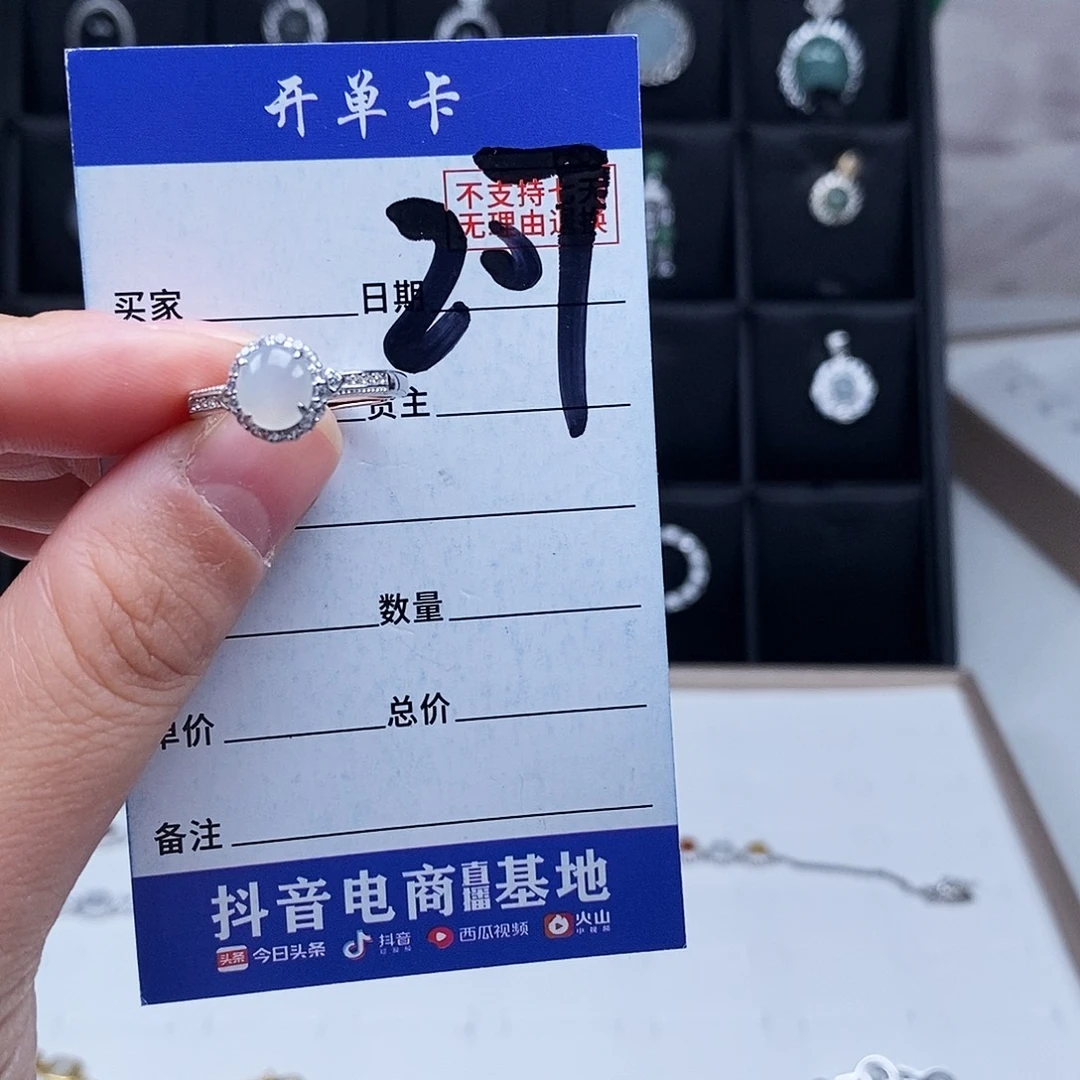 开单卡
不支持七天
无理由退换
买家 日期
货主
数量
单价 总价
备注
抖音电商直播基地
头条 今日头条 抖音 西瓜视频 火山